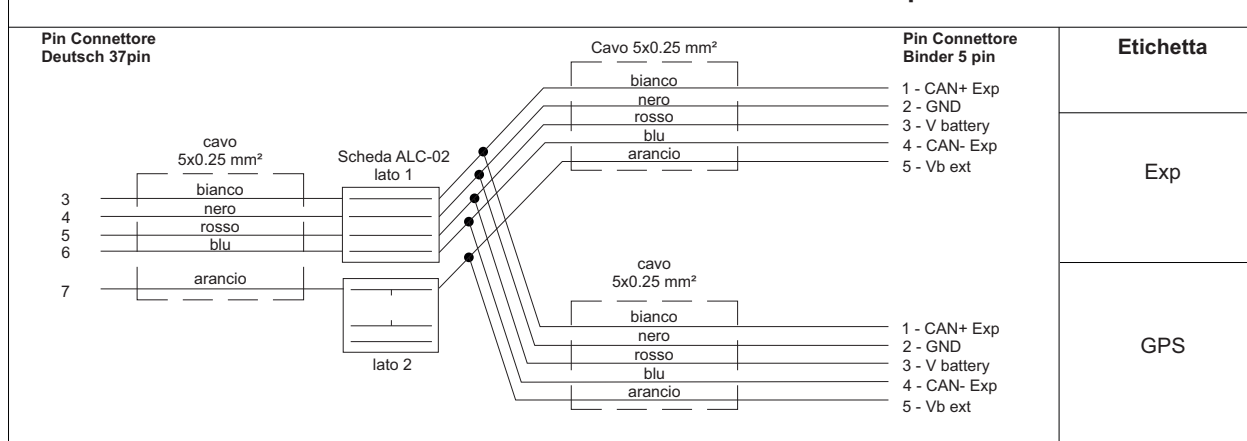 Pin Connettore
Deutsch 37pin
Cavo 5x0.25 mm²
Pin Connettore
Binder 5 pin
Etichetta
bianco
nero
rosso
blu
arancio
1 - CAN+ Exp
2 - GND
3 - V battery
4 - CAN- Exp
5 - Vb ext
Exp
cavo
5x0.25 mm²
Scheda ALC-02
lato 1
3
4
5
6
7
bianco
nero
rosso
blu
arancio
lato 2
cavo
5x0.25 mm²
bianco
nero
rosso
blu
arancio
1 - CAN+ Exp
2 - GND
3 - V battery
4 - CAN- Exp
5 - Vb ext
GPS